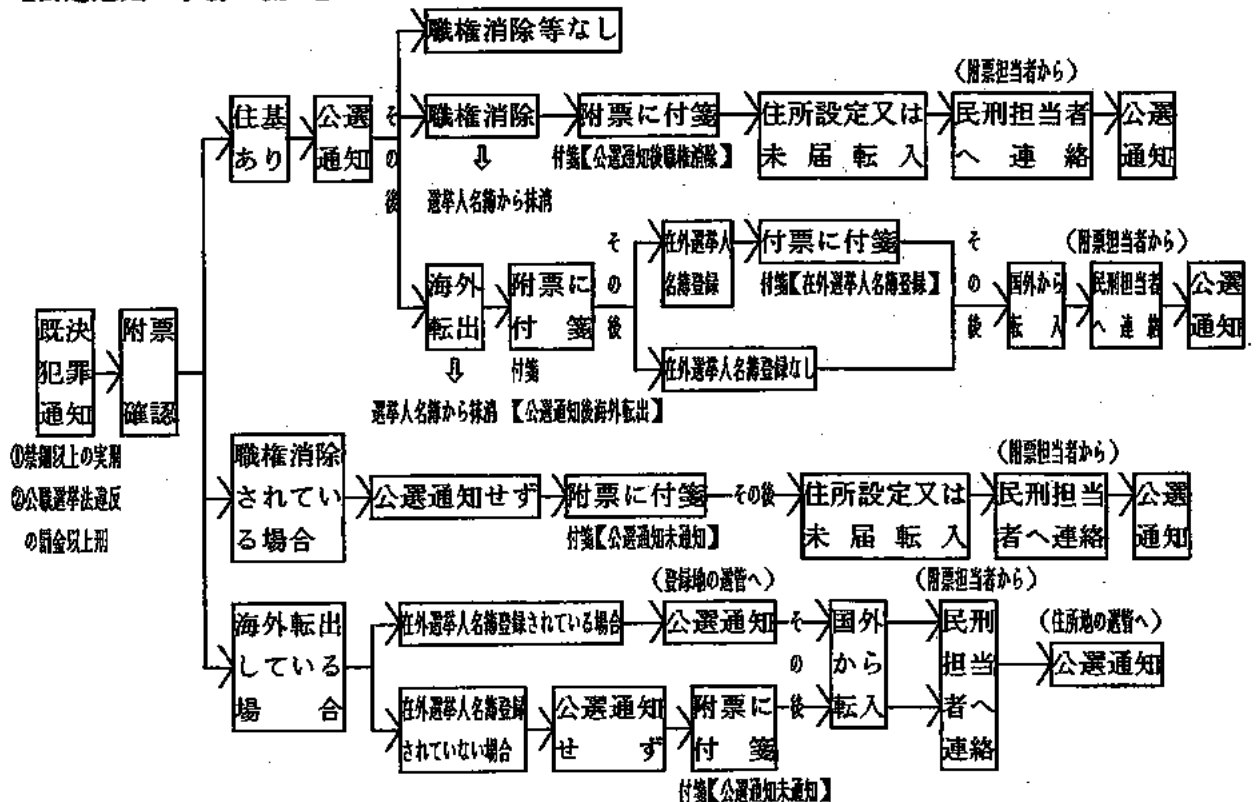 職権消除等なし
(附票担当者から)
住基
あり
公選
通知
その後
職権消除
附票に付箋
住所設定又は
未届転入
民刑担当者
へ連絡
公選
通知
付箋【公選通知後職権消除】
選挙人名簿から抹消
海外
転出
附票に
付箋
その後
在外選挙人
名簿登録
付票に付箋
付箋【在外選挙人名簿登録】
在外選挙人名簿登録なし
その後
国外から
転入
(附票担当者から)
民刑担当者
へ連絡
公選
通知
付箋
選挙人名簿から抹消
【公選通知後海外転出】
既決
犯罪
通知
附票
確認
①禁錮以上の実刑
②公職選挙法違反
の罰金以上刑
職権消除
されてい
る場合
公選通知せず
附票に付箋
付箋【公選通知未通知】
その後
住所設定又は
未届転入
(附票担当者から)
民刑担当
者へ連絡
公選
通知
海外転出
している
場合
在外選挙人名簿登録されている場合
(登録地の選管へ)
公選通知
その後
国外
から
転入
(附票担当者から)
民刑
担当
者へ
連絡
(住所地の選管へ)
公選通知
在外選挙人名簿登録
されていない場合
公選通知
せず
附票に
付箋
付箋【公選通知未通知】